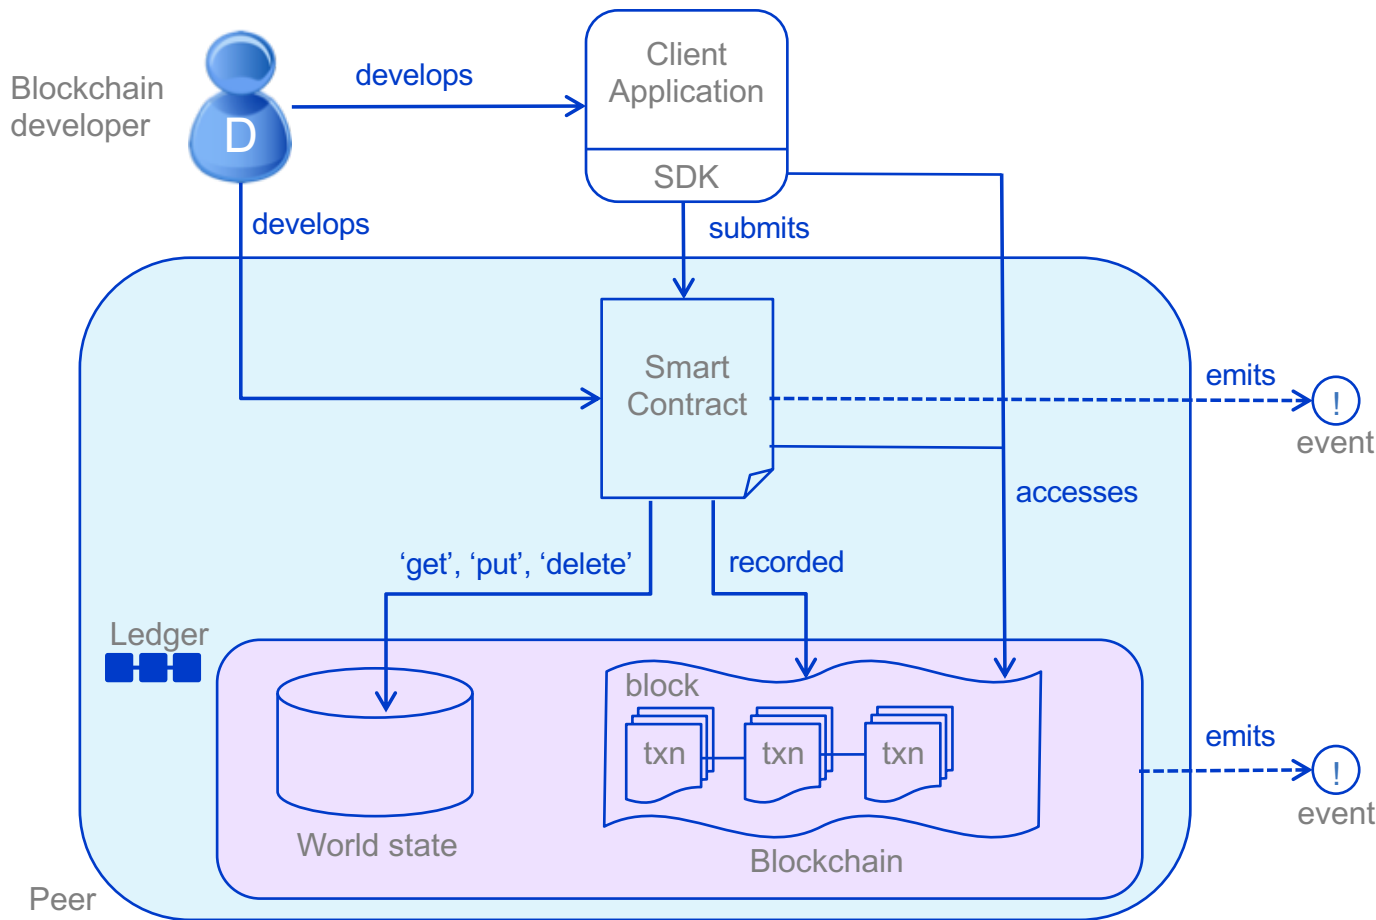 Client
Application
develops
Blockchain
developer
D
SDK
develops
submits
Smart
Contract
emits
!
event
accesses
‘get’, ‘put’, ‘delete’
recorded
Ledger
block
txn
txn
txn
emits
!
event
World state
Blockchain
Peer